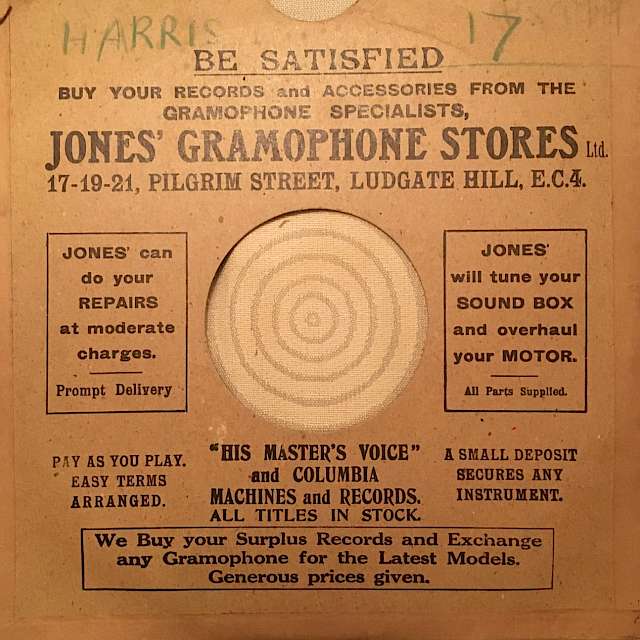 HARRIS 17
BE SATISFIED
BUY YOUR RECORDS and ACCESSORIES FROM THE
GRAMOPHONE SPECIALISTS,
JONES' GRAMOPHONE STORES Ltd.
17-19-21, PILGRIM STREET, LUDGATE HILL, E.C.4.
JONES' can
do your
REPAIRS
at moderate
charges.
Prompt Delivery
JONES'
will tune your
SOUND BOX
and overhaul
your MOTOR.
All Parts Supplied.
PAY AS YOU PLAY.
EASY TERMS
ARRANGED.
"HIS MASTER'S VOICE"
and COLUMBIA
MACHINES and RECORDS.
ALL TITLES IN STOCK.
A SMALL DEPOSIT
SECURES ANY
INSTRUMENT.
We Buy your Surplus Records and Exchange
any Gramophone for the Latest Models.
Generous prices given.